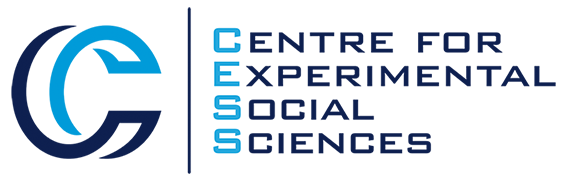 CENTRE FOR
EXPERIMENTAL
SOCIAL
SCIENCES